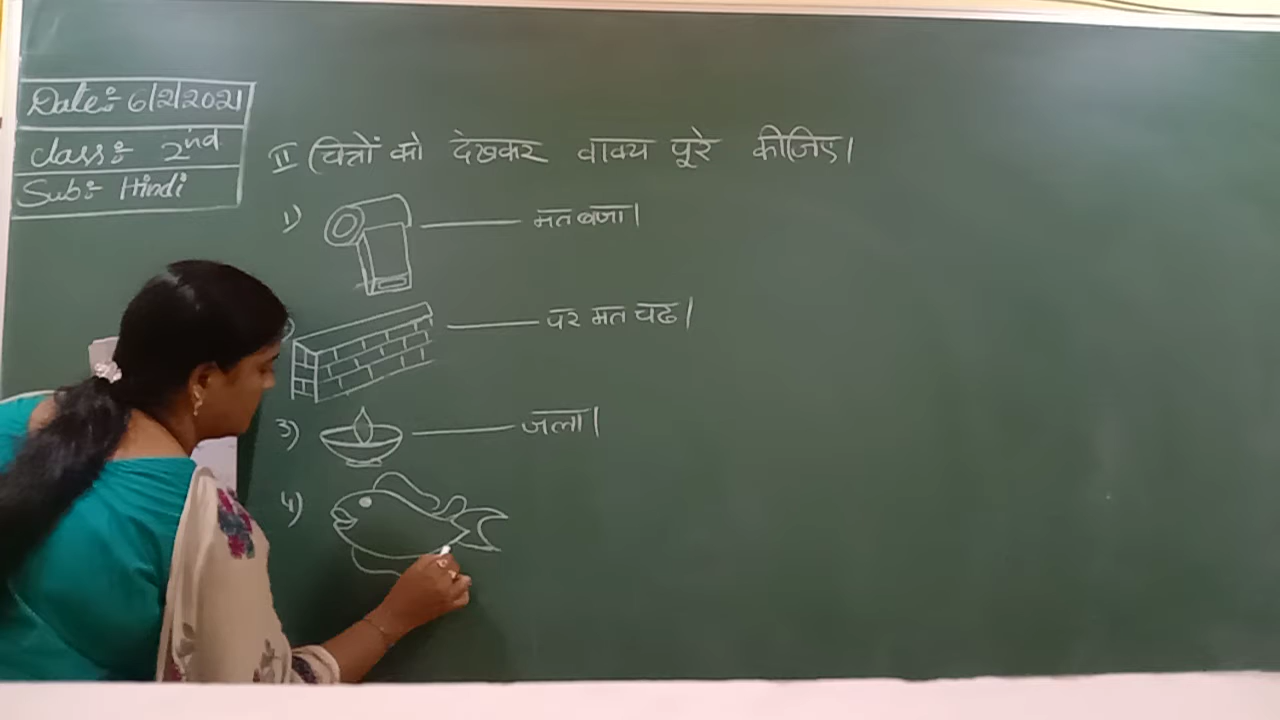 Date:- 6/2/2021
Class:- 2nd
Sub:- Hindi
II चित्रों को देखकर वाक्य पूरे कीजिए।
1) ——— मत बजा।
) ——— पर मत चढ।
3) ——— जला।
4)